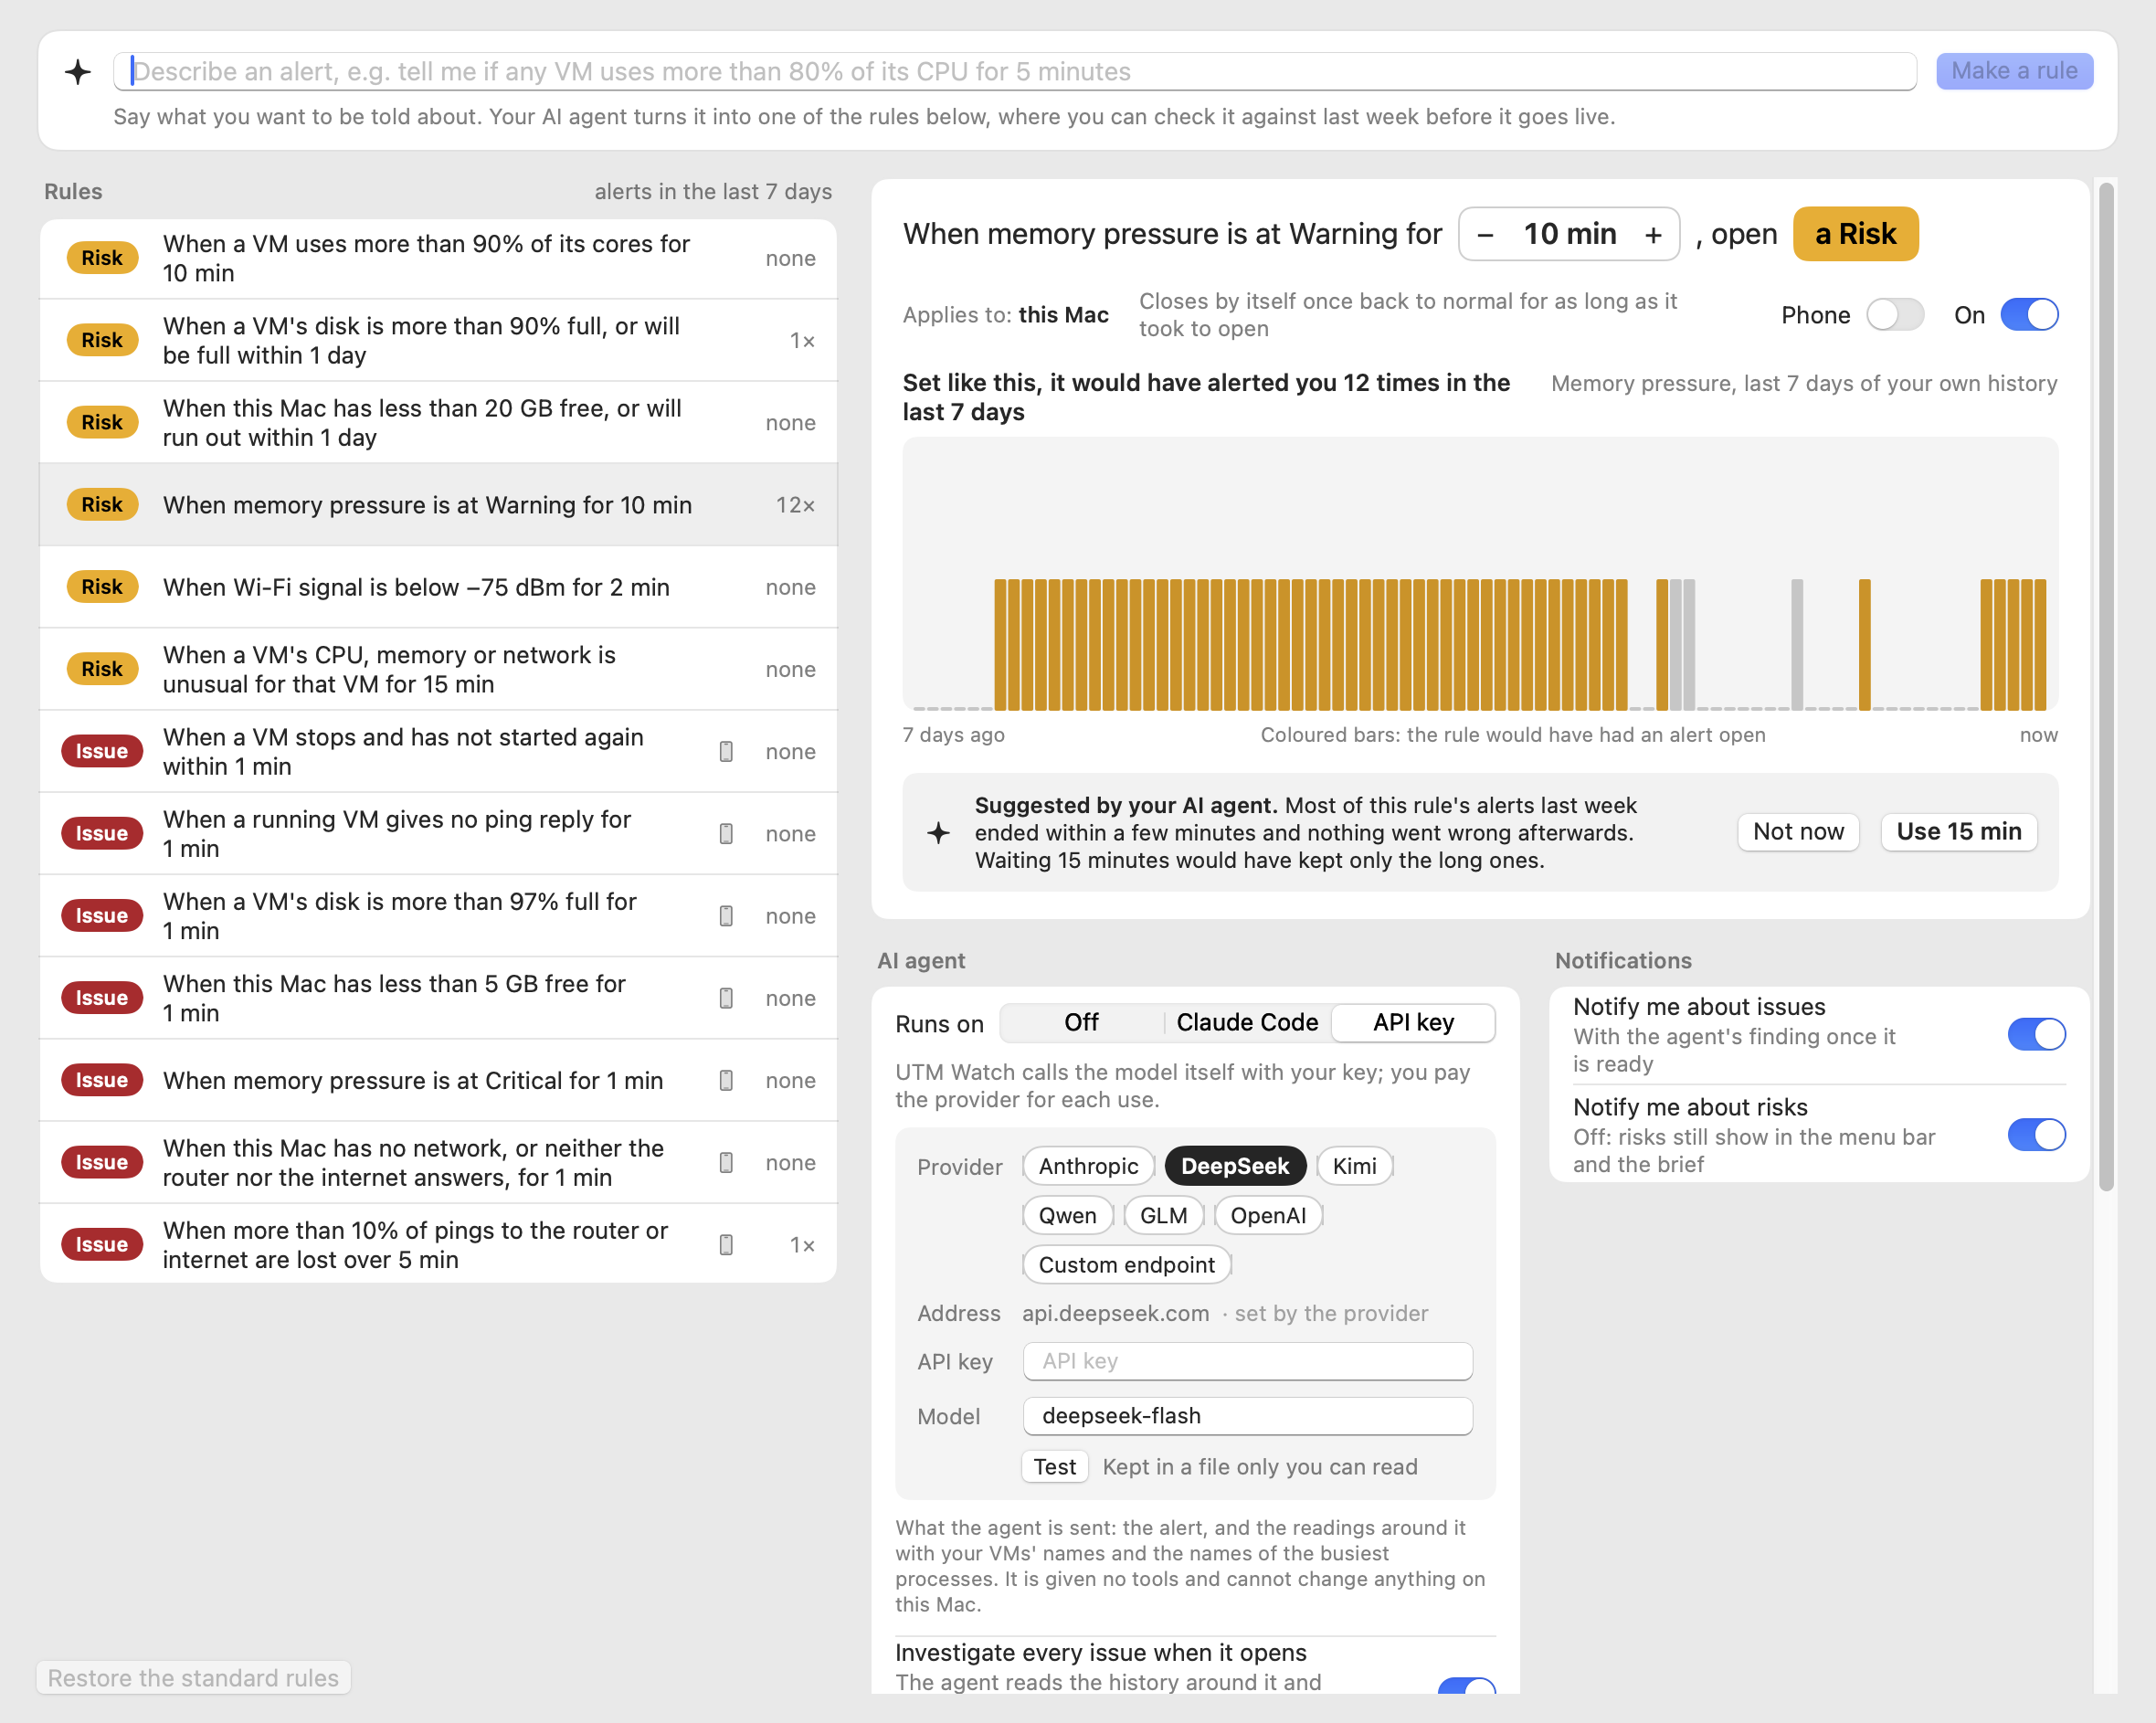 Describe an alert, e.g. tell me if any VM uses more than 80% of its CPU for 5 minutes
Make a rule
Say what you want to be told about. Your AI agent turns it into one of the rules below, where you can check it against last week before it goes live.
Rules
alerts in the last 7 days
Risk
When a VM uses more than 90% of its cores for
10 min
none
Risk
When a VM's disk is more than 90% full, or will
be full within 1 day
1×
Risk
When this Mac has less than 20 GB free, or will
run out within 1 day
none
Risk
When memory pressure is at Warning for 10 min
12×
Risk
When Wi-Fi signal is below −75 dBm for 2 min
none
Risk
When a VM's CPU, memory or network is
unusual for that VM for 15 min
none
Issue
When a VM stops and has not started again
within 1 min
none
Issue
When a running VM gives no ping reply for
1 min
none
Issue
When a VM's disk is more than 97% full for
1 min
none
Issue
When this Mac has less than 5 GB free for
1 min
none
Issue
When memory pressure is at Critical for 1 min
none
Issue
When this Mac has no network, or neither the
router nor the internet answers, for 1 min
none
Issue
When more than 10% of pings to the router or
internet are lost over 5 min
1×
Restore the standard rules
When memory pressure is at Warning for − 10 min + , open a Risk
Applies to: this Mac
Closes by itself once back to normal for as long as it
took to open
Phone
On
Set like this, it would have alerted you 12 times in the
last 7 days
Memory pressure, last 7 days of your own history
7 days ago
Coloured bars: the rule would have had an alert open
now
Suggested by your AI agent. Most of this rule's alerts last week
ended within a few minutes and nothing went wrong afterwards.
Waiting 15 minutes would have kept only the long ones.
Not now
Use 15 min
AI agent
Runs on
Off
Claude Code
API key
UTM Watch calls the model itself with your key; you pay
the provider for each use.
Provider
Anthropic
DeepSeek
Kimi
Qwen
GLM
OpenAI
Custom endpoint
Address
api.deepseek.com · set by the provider
API key
API key
Model
deepseek-flash
Test
Kept in a file only you can read
What the agent is sent: the alert, and the readings around it
with your VMs' names and the names of the busiest
processes. It is given no tools and cannot change anything on
this Mac.
Investigate every issue when it opens
The agent reads the history around it and
Notifications
Notify me about issues
With the agent's finding once it
is ready
Notify me about risks
Off: risks still show in the menu bar
and the brief